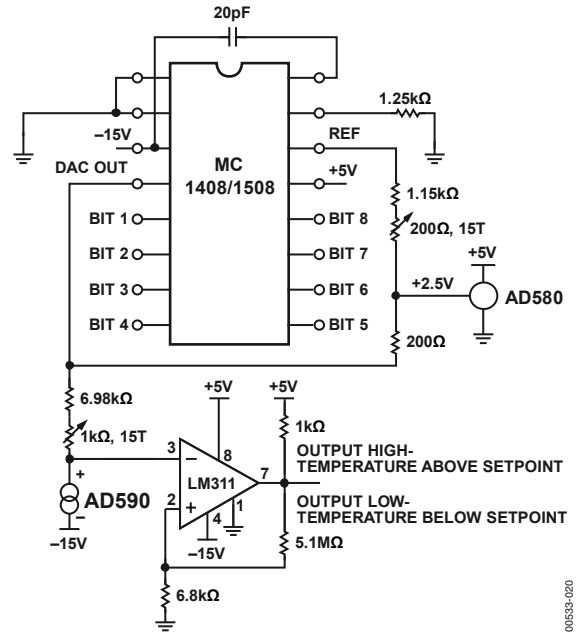 20pF
1.25kΩ
–15V
REF
DAC OUT
MC
1408/1508
+5V
1.15kΩ
BIT 1
BIT 8
200Ω, 15T
BIT 2
BIT 7
+5V
BIT 3
BIT 6
+2.5V
AD580
BIT 4
BIT 5
200Ω
6.98kΩ
+5V
+5V
1kΩ, 15T
1kΩ
OUTPUT HIGH-
TEMPERATURE ABOVE SETPOINT
3
–
8
7
LM311
AD590
+
–
2
+
4
1
OUTPUT LOW-
TEMPERATURE BELOW SETPOINT
–15V
–15V
5.1MΩ
6.8kΩ
00533-020